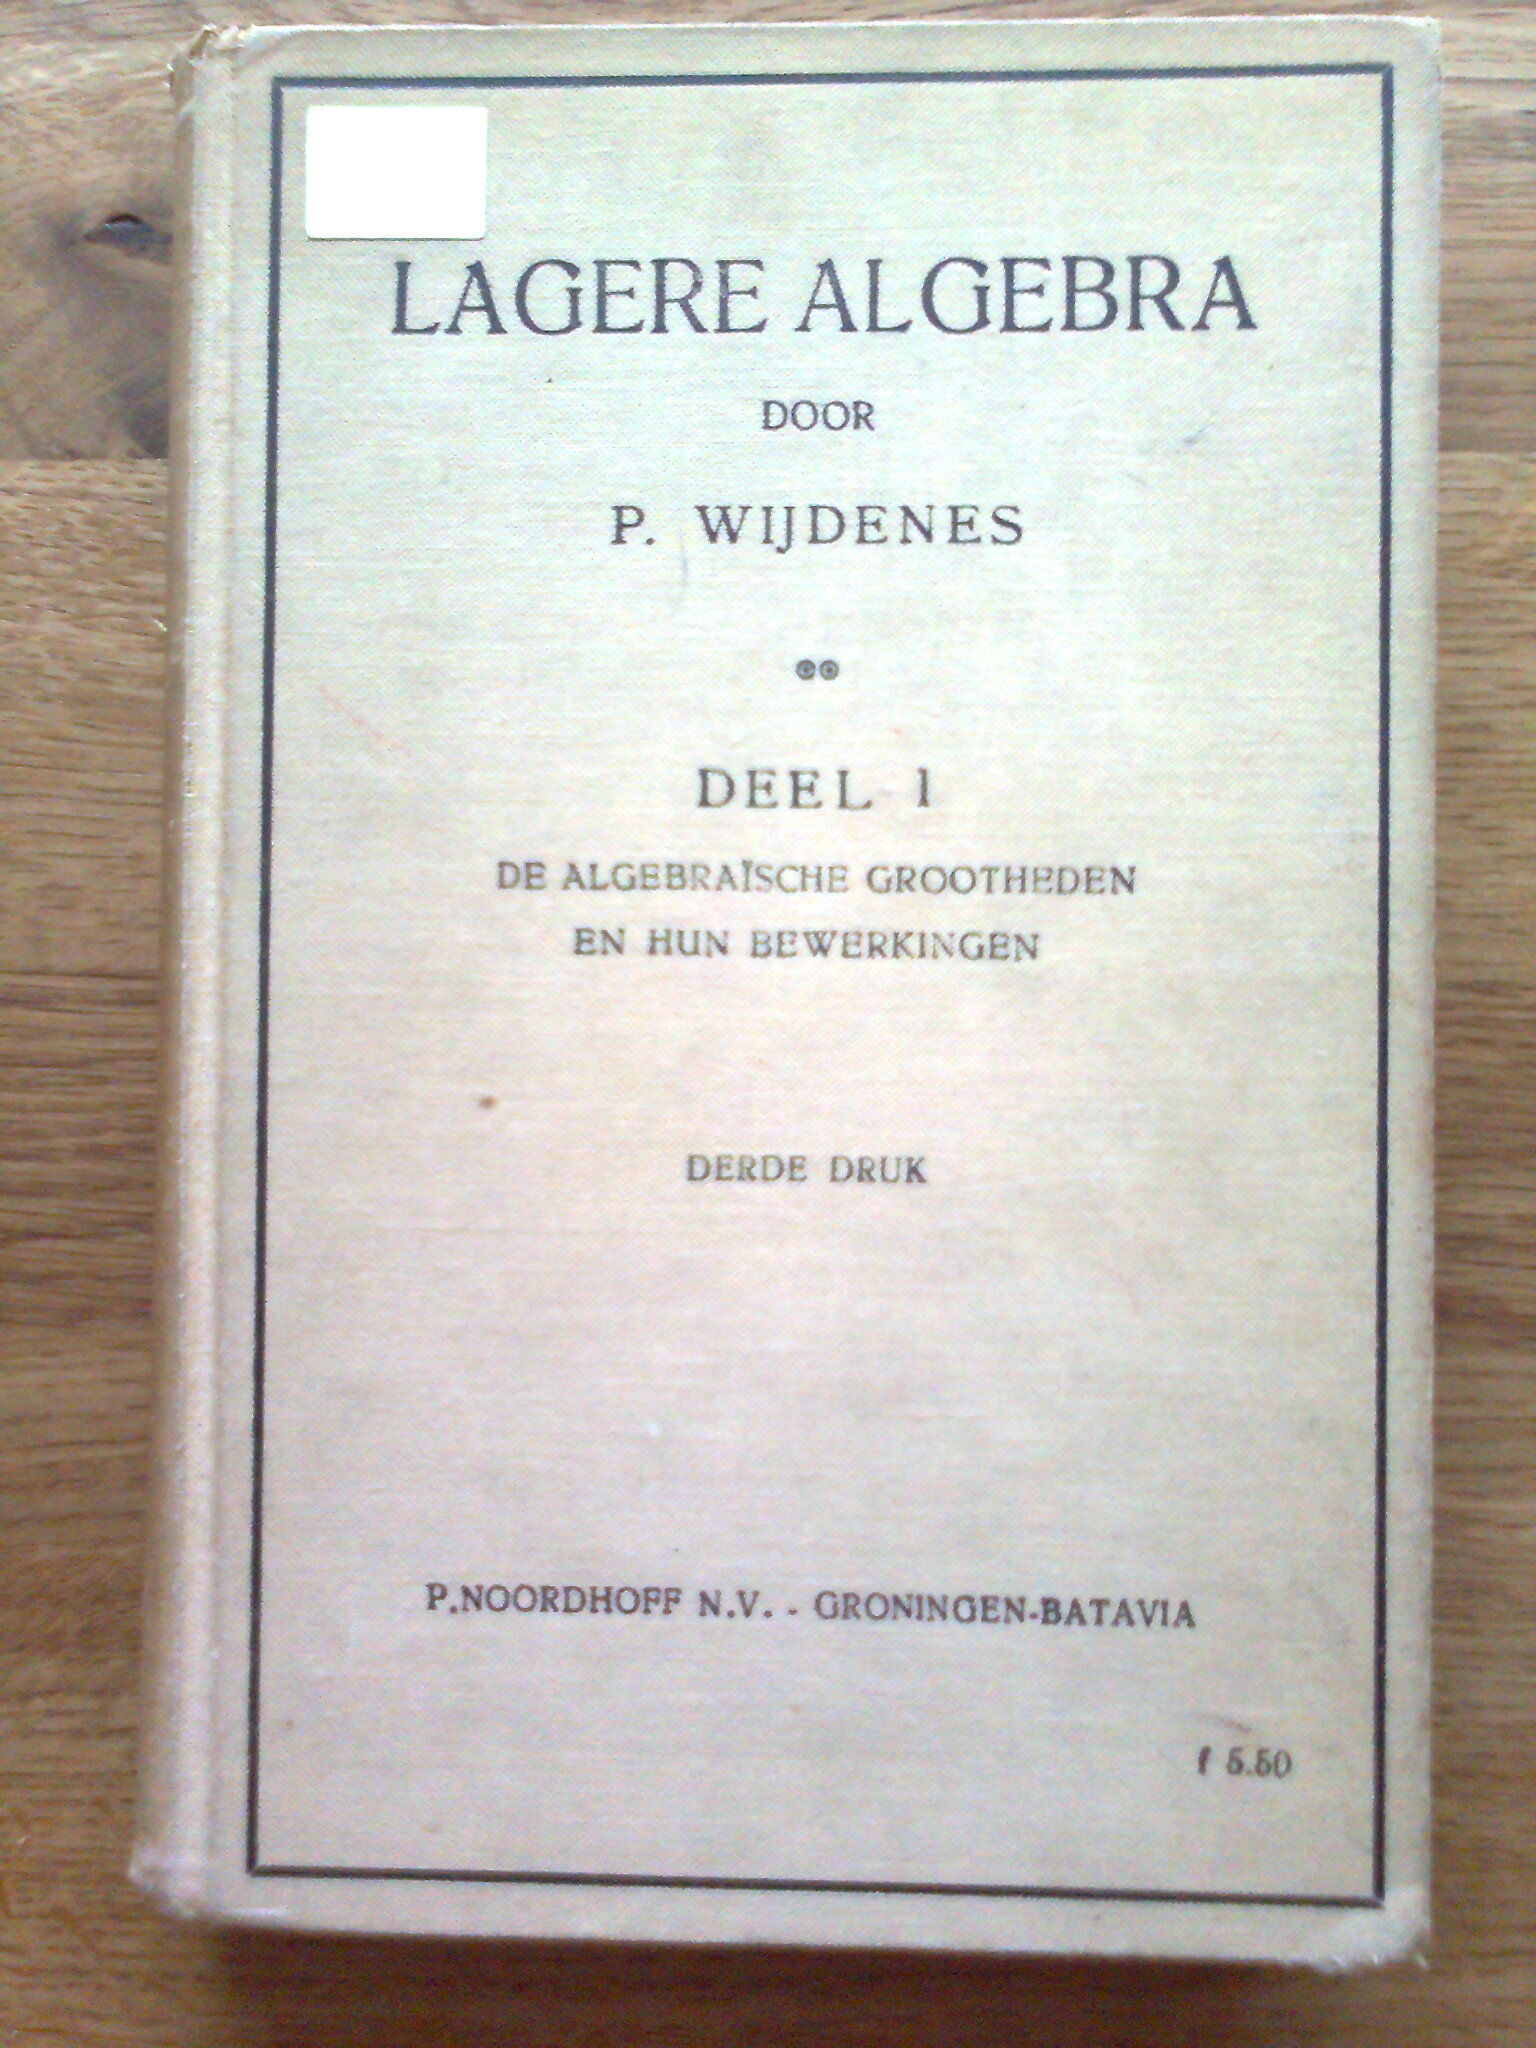 LAGERE ALGEBRA
DOOR
P. WIJDENES
DEEL 1
DE ALGEBRAÏSCHE GROOTHEDEN
EN HUN BEWERKINGEN
DERDE DRUK
P. NOORDHOFF N.V. - GRONINGEN-BATAVIA
f 5.50